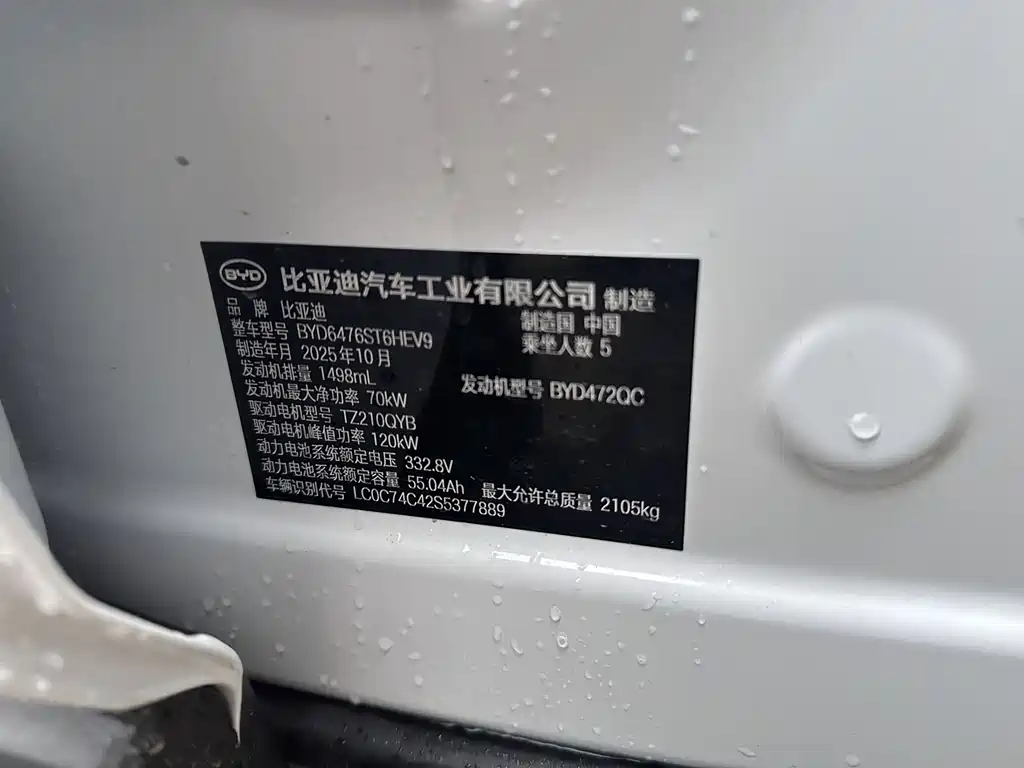 BYD 比亚迪汽车工业有限公司 制造
品牌 比亚迪 制造国 中国
整车型号 BYD6476ST6HEV9 乘坐人数 5
制造年月 2025年10月
发动机排量 1498mL 发动机型号 BYD472QC
发动机最大净功率 70kW
驱动电机型号 TZ210QYB
驱动电机峰值功率 120kW
动力电池系统额定电压 332.8V
动力电池系统额定容量 55.04Ah 最大允许总质量 2105kg
车辆识别代号 LC0C74C42S5377889